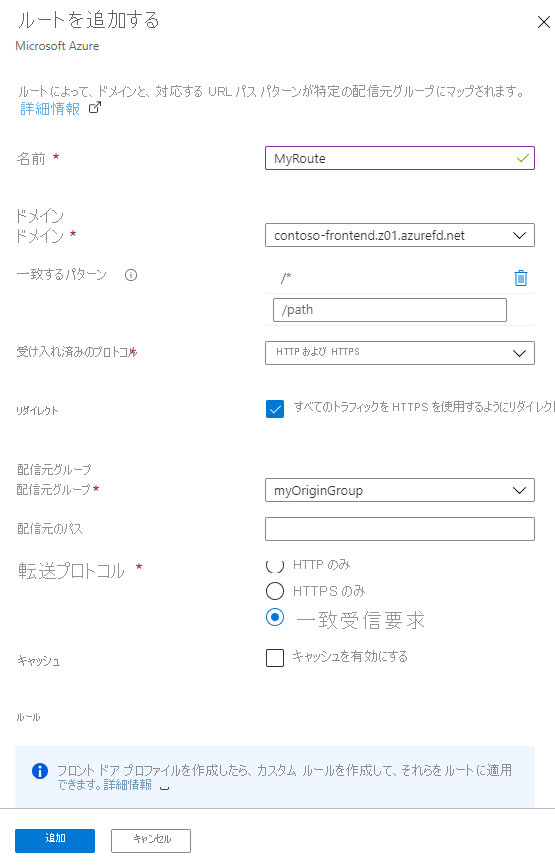 ルートを追加する
Microsoft Azure
ルートによって、ドメインと、対応する URL パス パターンが特定の配信元グループにマップされます。
詳細情報
名前 *
MyRoute
ドメイン
ドメイン *
contoso-frontend.z01.azurefd.net
一致するパターン
/*
/path
受け入れ済みのプロトコル*
HTTP および HTTPS
リダイレクト
すべてのトラフィックを HTTPS を使用するようにリダイレクト
配信元グループ
配信元グループ *
myOriginGroup
配信元のパス
転送プロトコル *
HTTP のみ
HTTPS のみ
一致受信要求
キャッシュ
キャッシュを有効にする
ルール
フロント ドア プロファイルを作成したら、カスタム ルールを作成して、それらをルートに適用
できます。詳細情報
追加
キャンセル